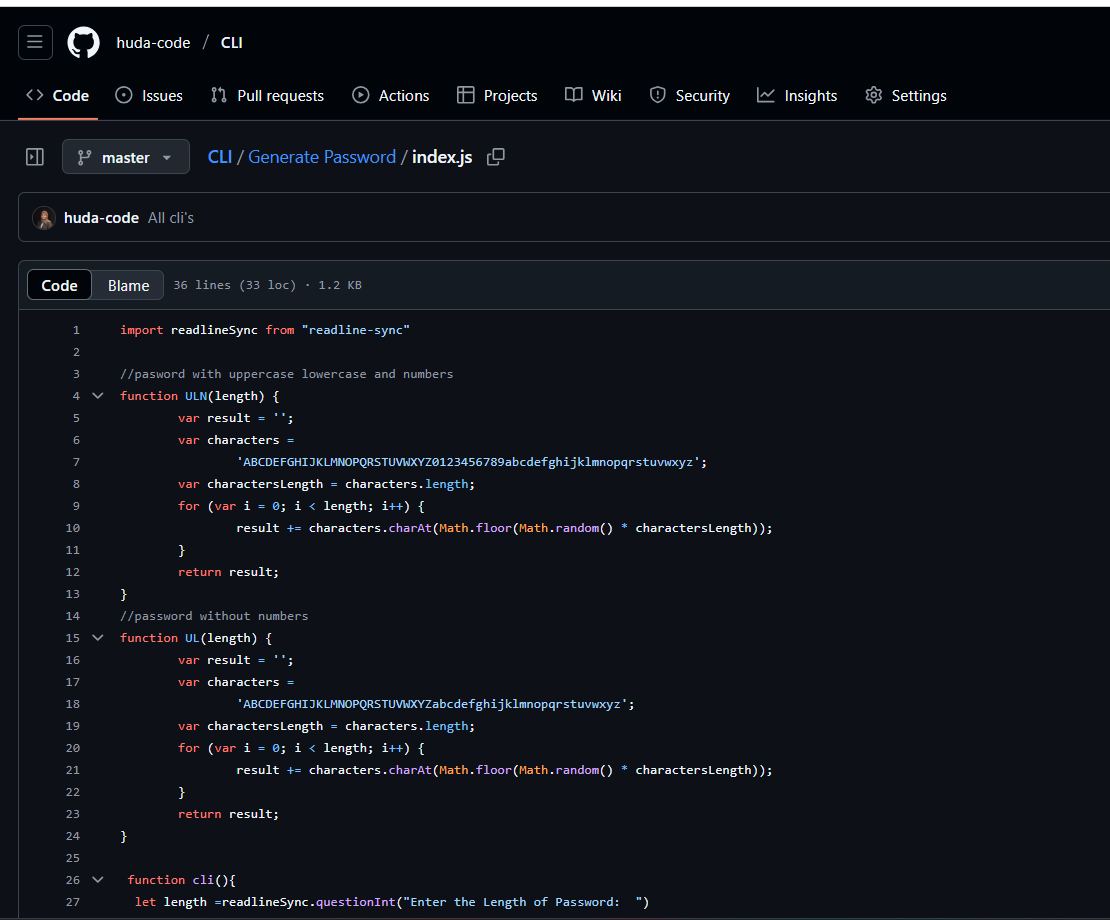 huda-code / CLI
Code Issues Pull requests Actions Projects Wiki Security Insights Settings
master CLI / Generate Password / index.js
huda-code All cli's
Code Blame 36 lines (33 loc) · 1.2 KB
1 import readlineSync from "readline-sync"
2
3 //pasword with uppercase lowercase and numbers
4 function ULN(length) {
5 var result = '';
6 var characters =
7 'ABCDEFGHIJKLMNOPQRSTUVWXYZ0123456789abcdefghijklmnopqrstuvwxyz';
8 var charactersLength = characters.length;
9 for (var i = 0; i < length; i++) {
10 result += characters.charAt(Math.floor(Math.random() * charactersLength));
11 }
12 return result;
13 }
14 //password without numbers
15 function UL(length) {
16 var result = '';
17 var characters =
18 'ABCDEFGHIJKLMNOPQRSTUVWXYZabcdefghijklmnopqrstuvwxyz';
19 var charactersLength = characters.length;
20 for (var i = 0; i < length; i++) {
21 result += characters.charAt(Math.floor(Math.random() * charactersLength));
22 }
23 return result;
24 }
25
26 function cli(){
27 let length =readlineSync.questionInt("Enter the Length of Password:  ")